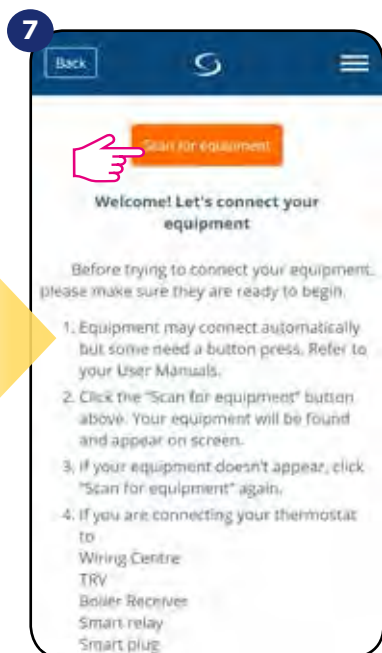 7
Back
Scan for equipment
Welcome! Let's connect your
equipment
Before trying to connect your equipment,
please make sure they are ready to begin.
1. Equipment may connect automatically
but some need a button press. Refer to
your User Manuals.
2. Click the "Scan for equipment" button
above. Your equipment will be found
and appear on screen.
3. If your equipment doesn't appear, click
"Scan for equipment" again.
4. If you are connecting your thermostat
to
Wiring Centre
TRV
Boiler Receiver
Smart relay
Smart plug